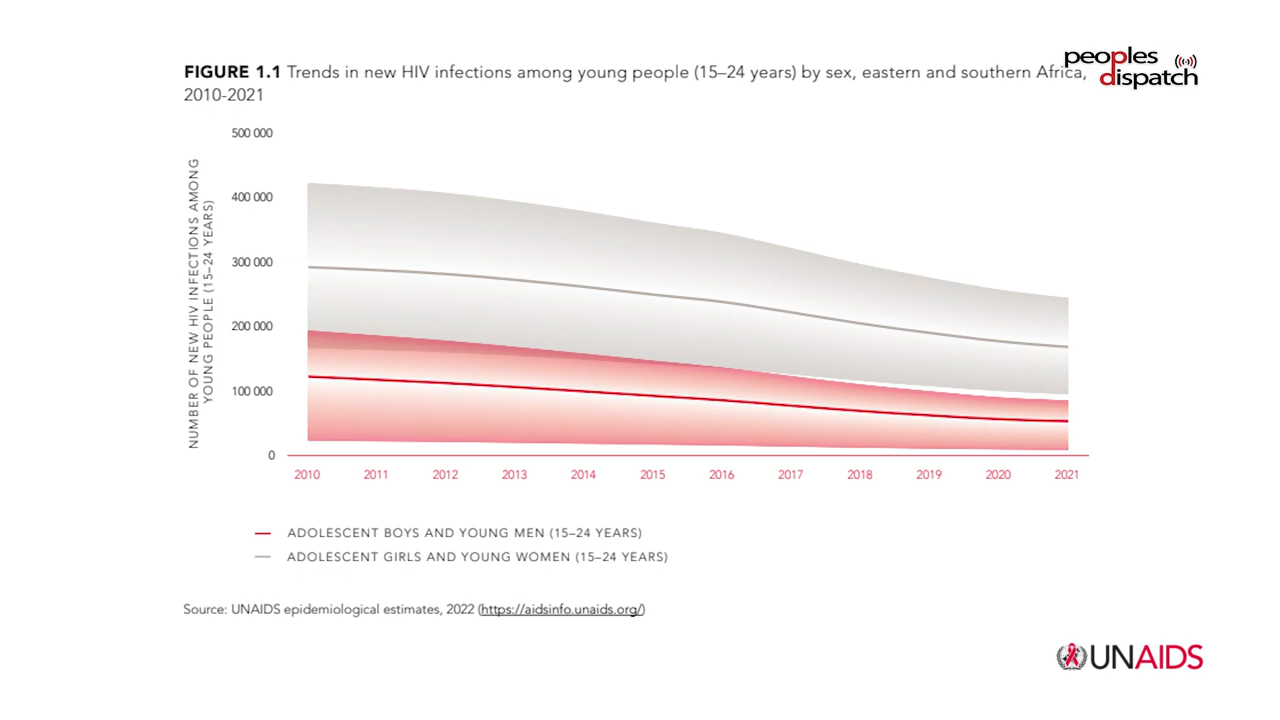 FIGURE 1.1 Trends in new HIV infections among young people (15–24 years) by sex, eastern and southern Africa,
2010-2021
peoples
dispatch
NUMBER OF NEW HIV INFECTIONS AMONG
YOUNG PEOPLE (15–24 YEARS)
500 000
400 000
300 000
200 000
100 000
0
2010 2011 2012 2013 2014 2015 2016 2017 2018 2019 2020 2021
ADOLESCENT BOYS AND YOUNG MEN (15–24 YEARS)
ADOLESCENT GIRLS AND YOUNG WOMEN (15–24 YEARS)
Source: UNAIDS epidemiological estimates, 2022 (https://aidsinfo.unaids.org/)
UNAIDS